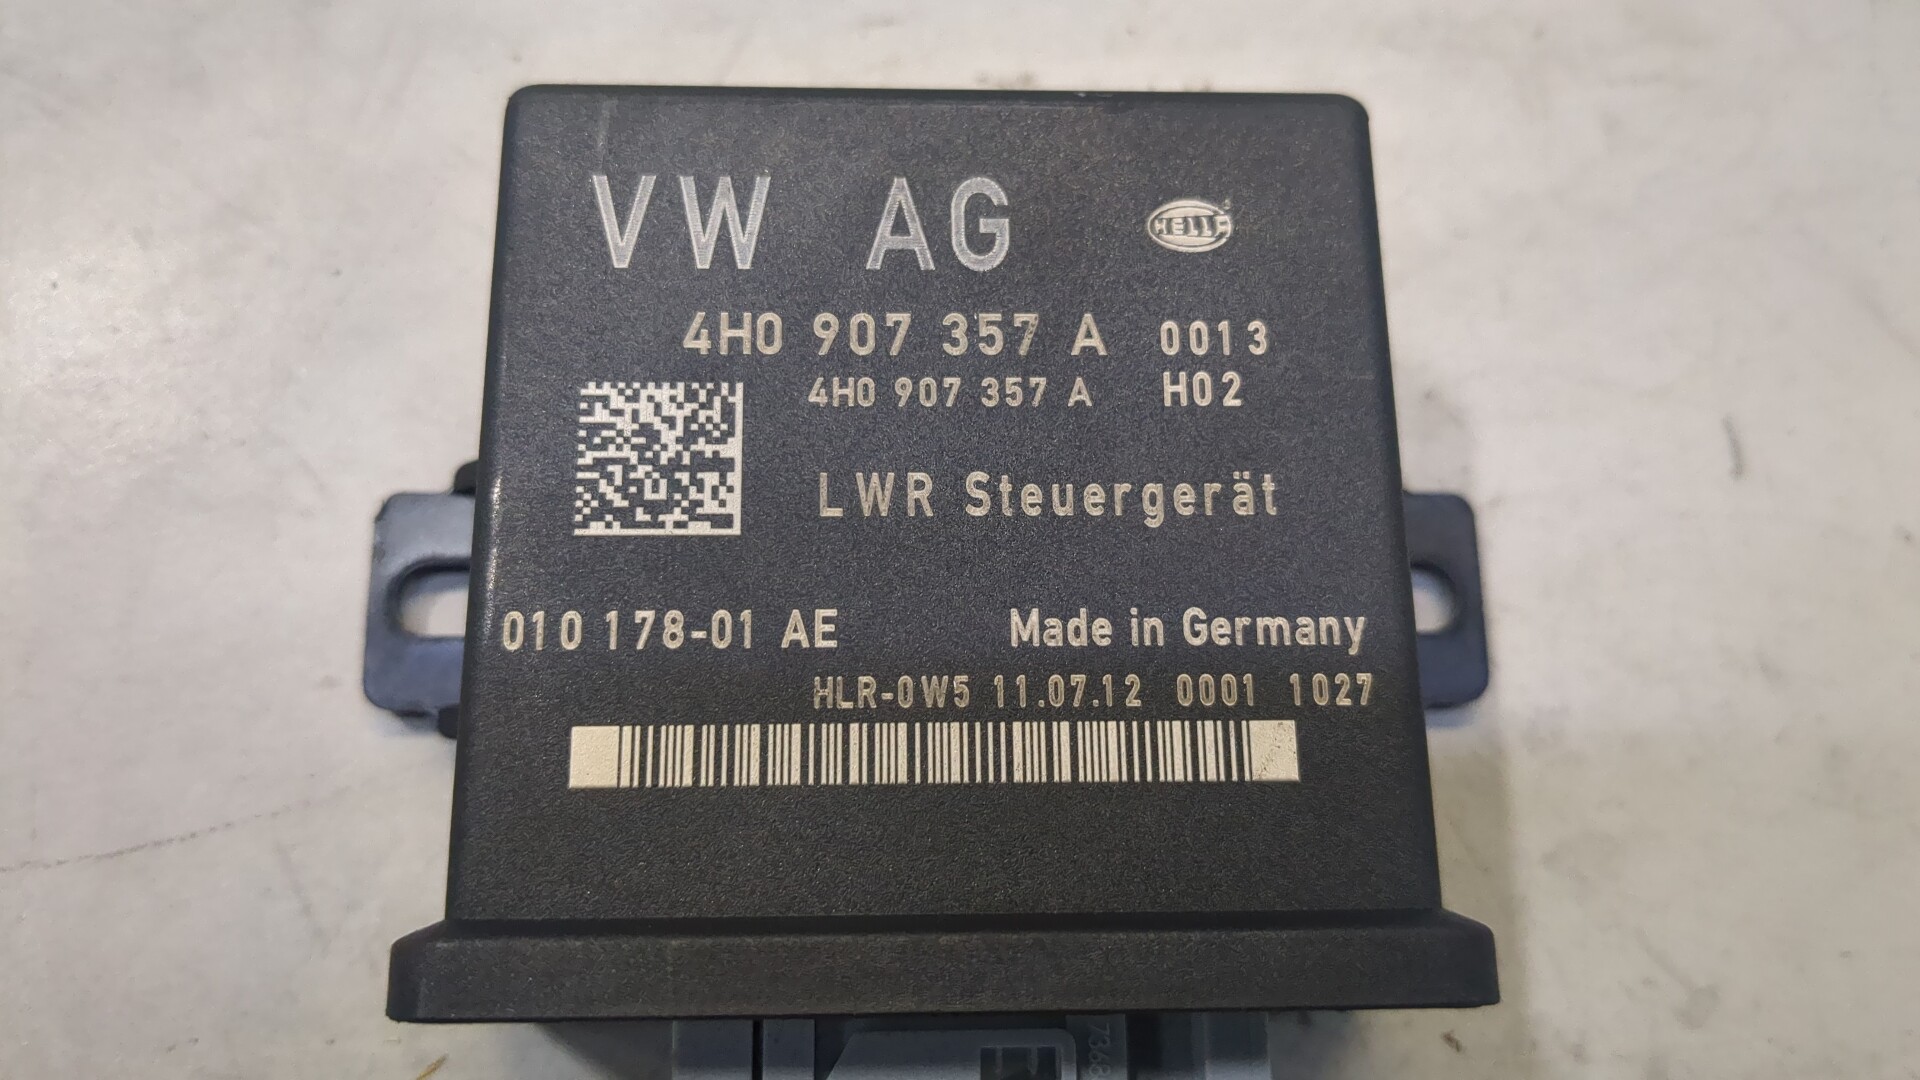 VW AG HELLA
4H0 907 357 A 0013
4H0 907 357 A H02
LWR Steuergerät
010 178-01 AE Made in Germany
HLR-0W5 11.07.12 0001 1027